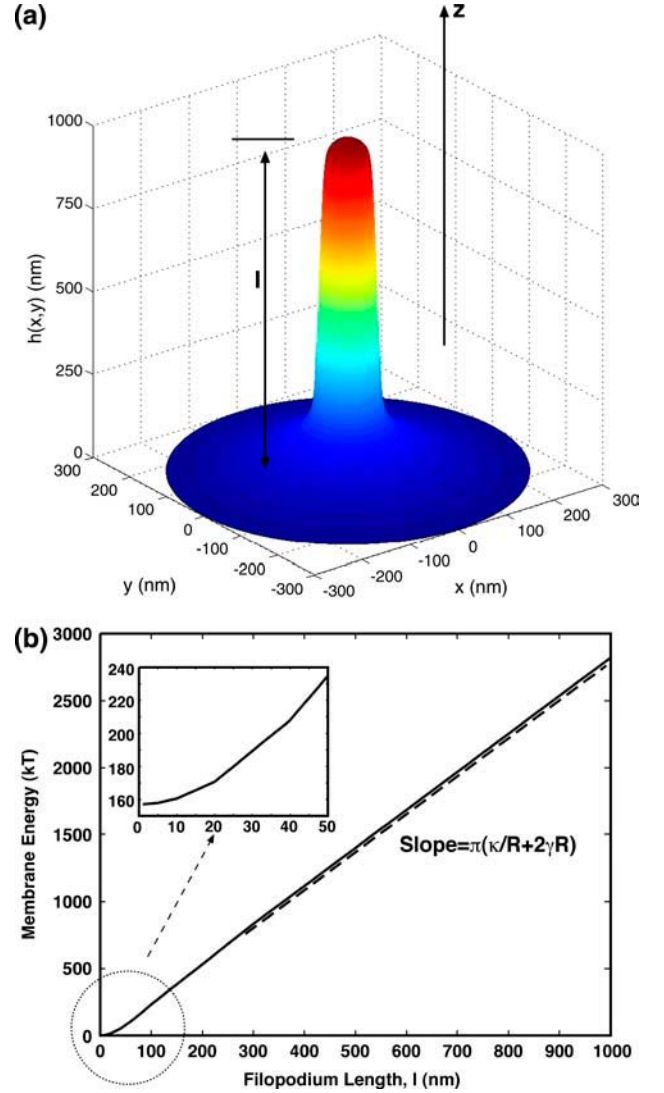 (a)
z
1000
750
500
250
0
h(x,y) (nm)
l
300
200
100
0
-100
-200
-300
y (nm)
-300
-200
-100
0
100
200
300
x (nm)
(b)
3000
2500
2000
1500
1000
500
0
Membrane Energy (kT)
240
220
200
180
160
0 10 20 30 40 50
Slope=π(κ/R+2γR)
0 100 200 300 400 500 600 700 800 900 1000
Filopodium Length, l (nm)